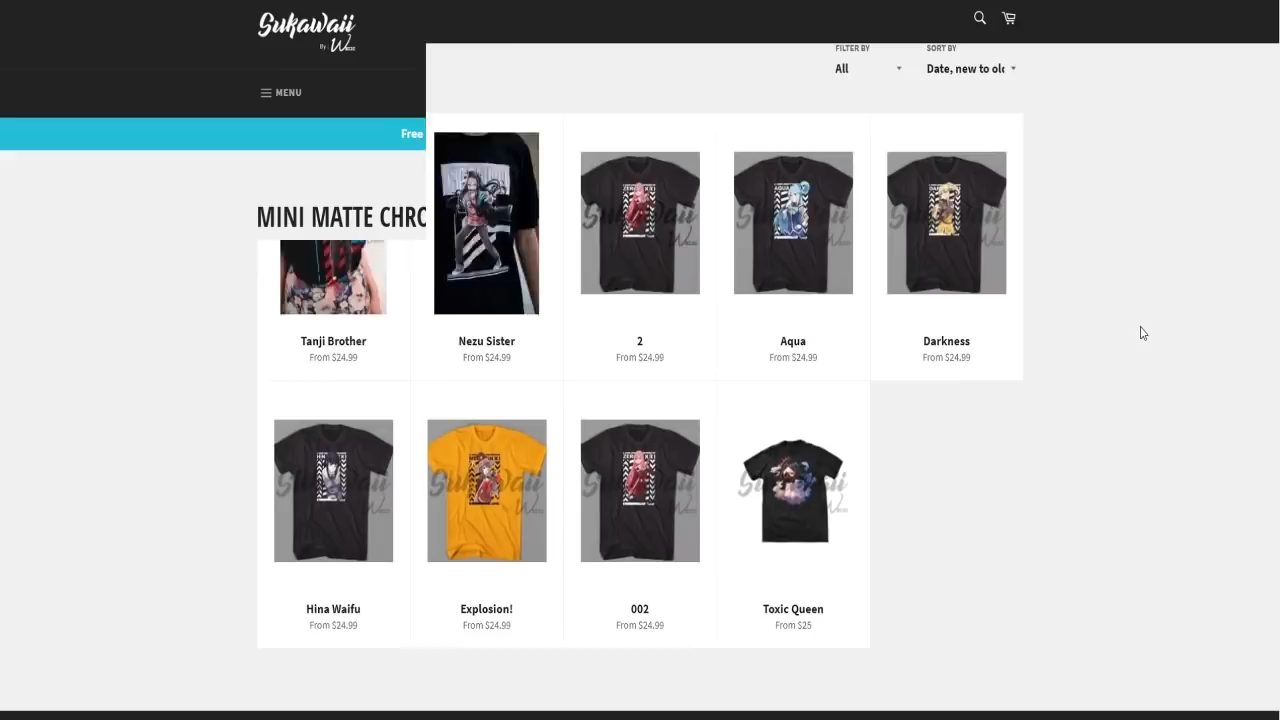 Sukawaii
By
MENU
FILTER BY
SORT BY
All
Date, new to old
Free
MINI MATTE CHRO
Tanji Brother
Nezu Sister
2
Aqua
Darkness
From $24.99
From $24.99
From $24.99
From $24.99
From $24.99
Hina Waifu
Explosion!
002
Toxic Queen
From $24.99
From $24.99
From $24.99
From $25